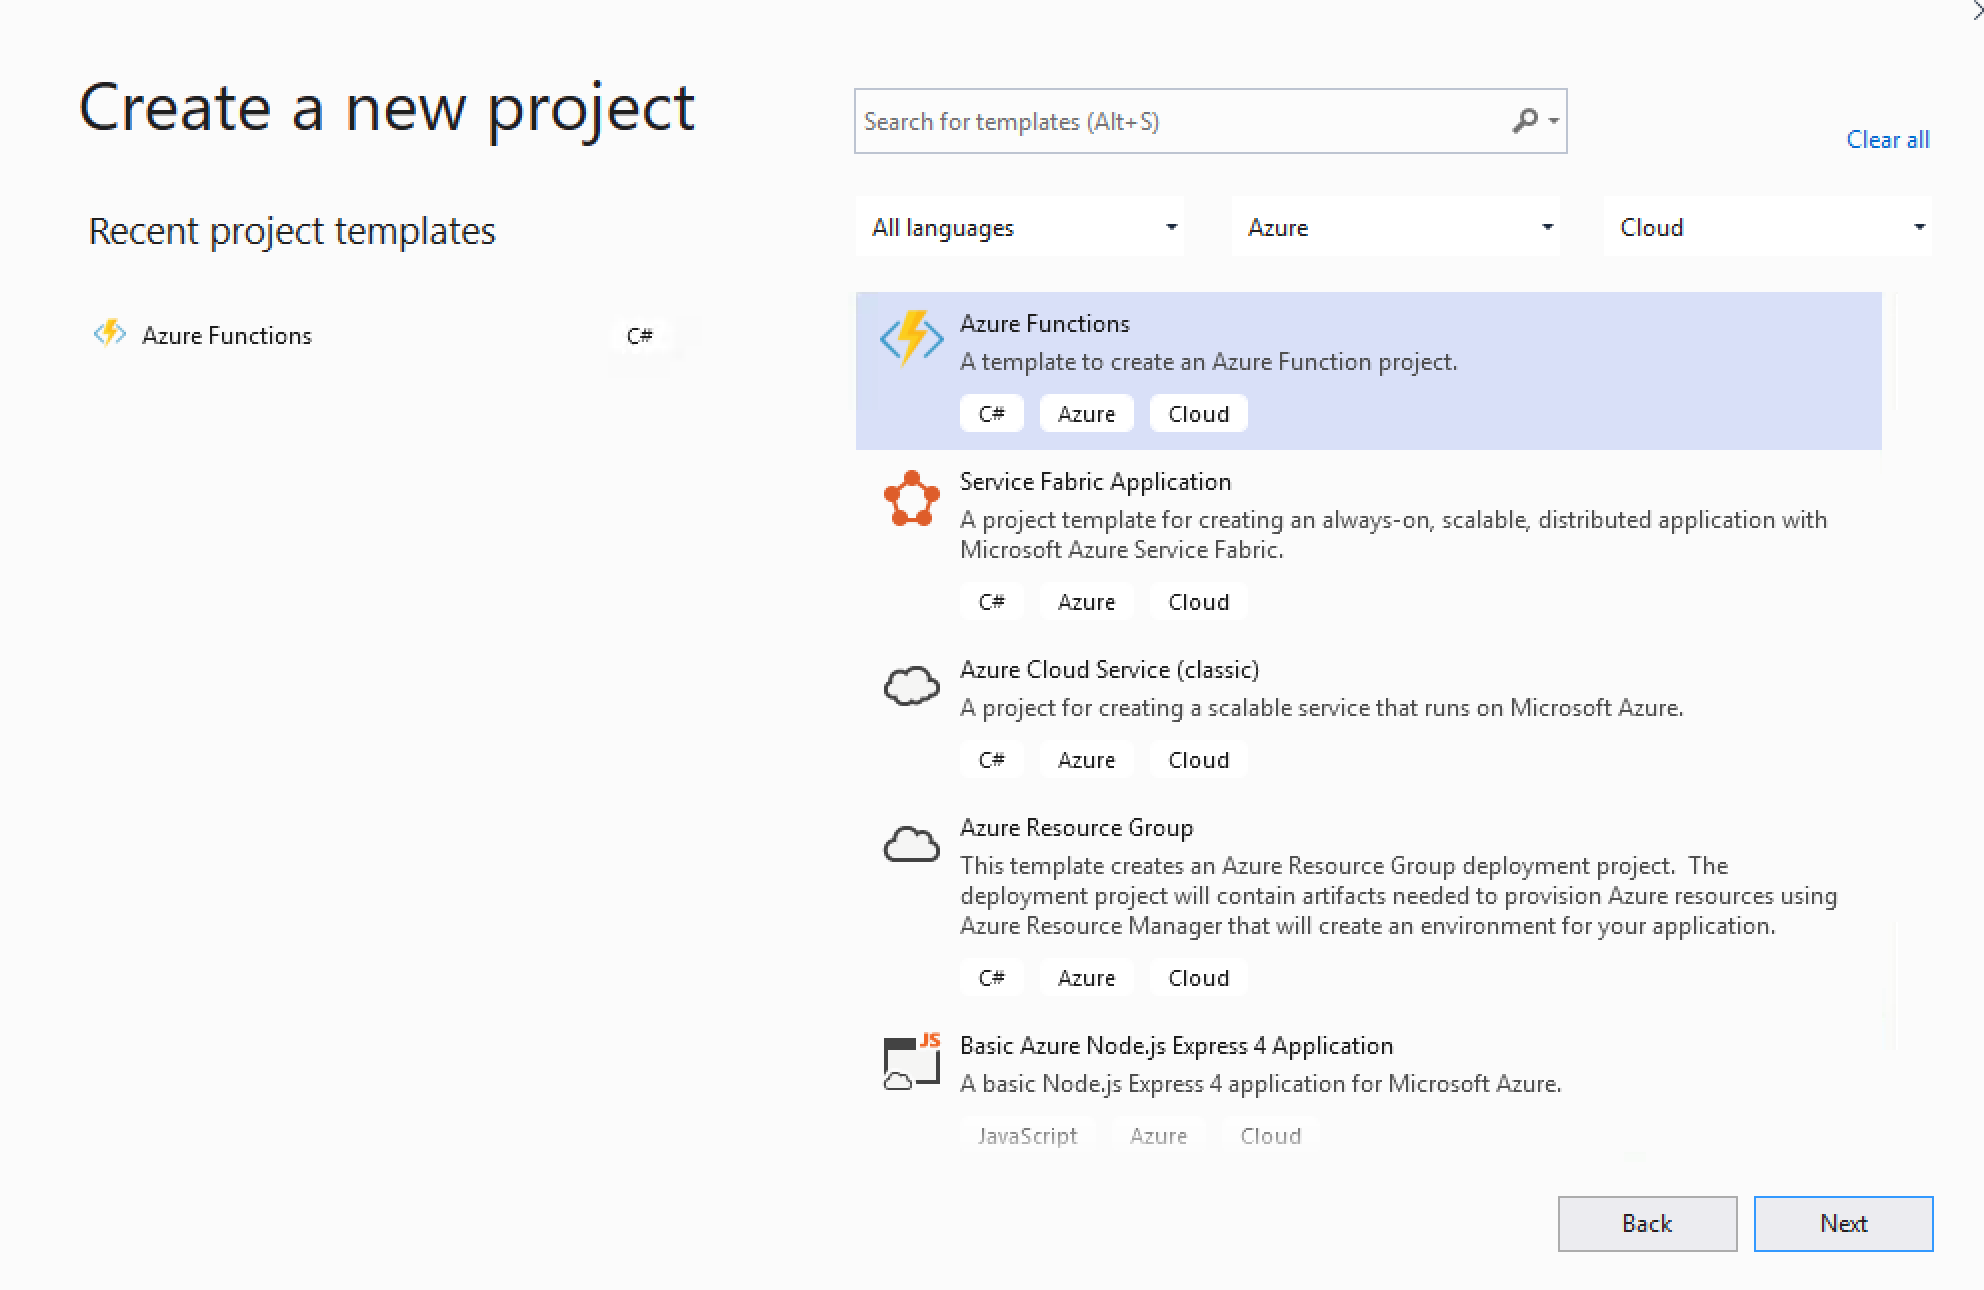 Create a new project
Search for templates (Alt+S)
Clear all
Recent project templates
All languages
Azure
Cloud
Azure Functions
C#
Azure Functions
A template to create an Azure Function project.
C#
Azure
Cloud
Service Fabric Application
A project template for creating an always-on, scalable, distributed application with
Microsoft Azure Service Fabric.
C#
Azure
Cloud
Azure Cloud Service (classic)
A project for creating a scalable service that runs on Microsoft Azure.
C#
Azure
Cloud
Azure Resource Group
This template creates an Azure Resource Group deployment project.  The
deployment project will contain artifacts needed to provision Azure resources using
Azure Resource Manager that will create an environment for your application.
C#
Azure
Cloud
JS
Basic Azure Node.js Express 4 Application
A basic Node.js Express 4 application for Microsoft Azure.
JavaScript
Azure
Cloud
Back
Next